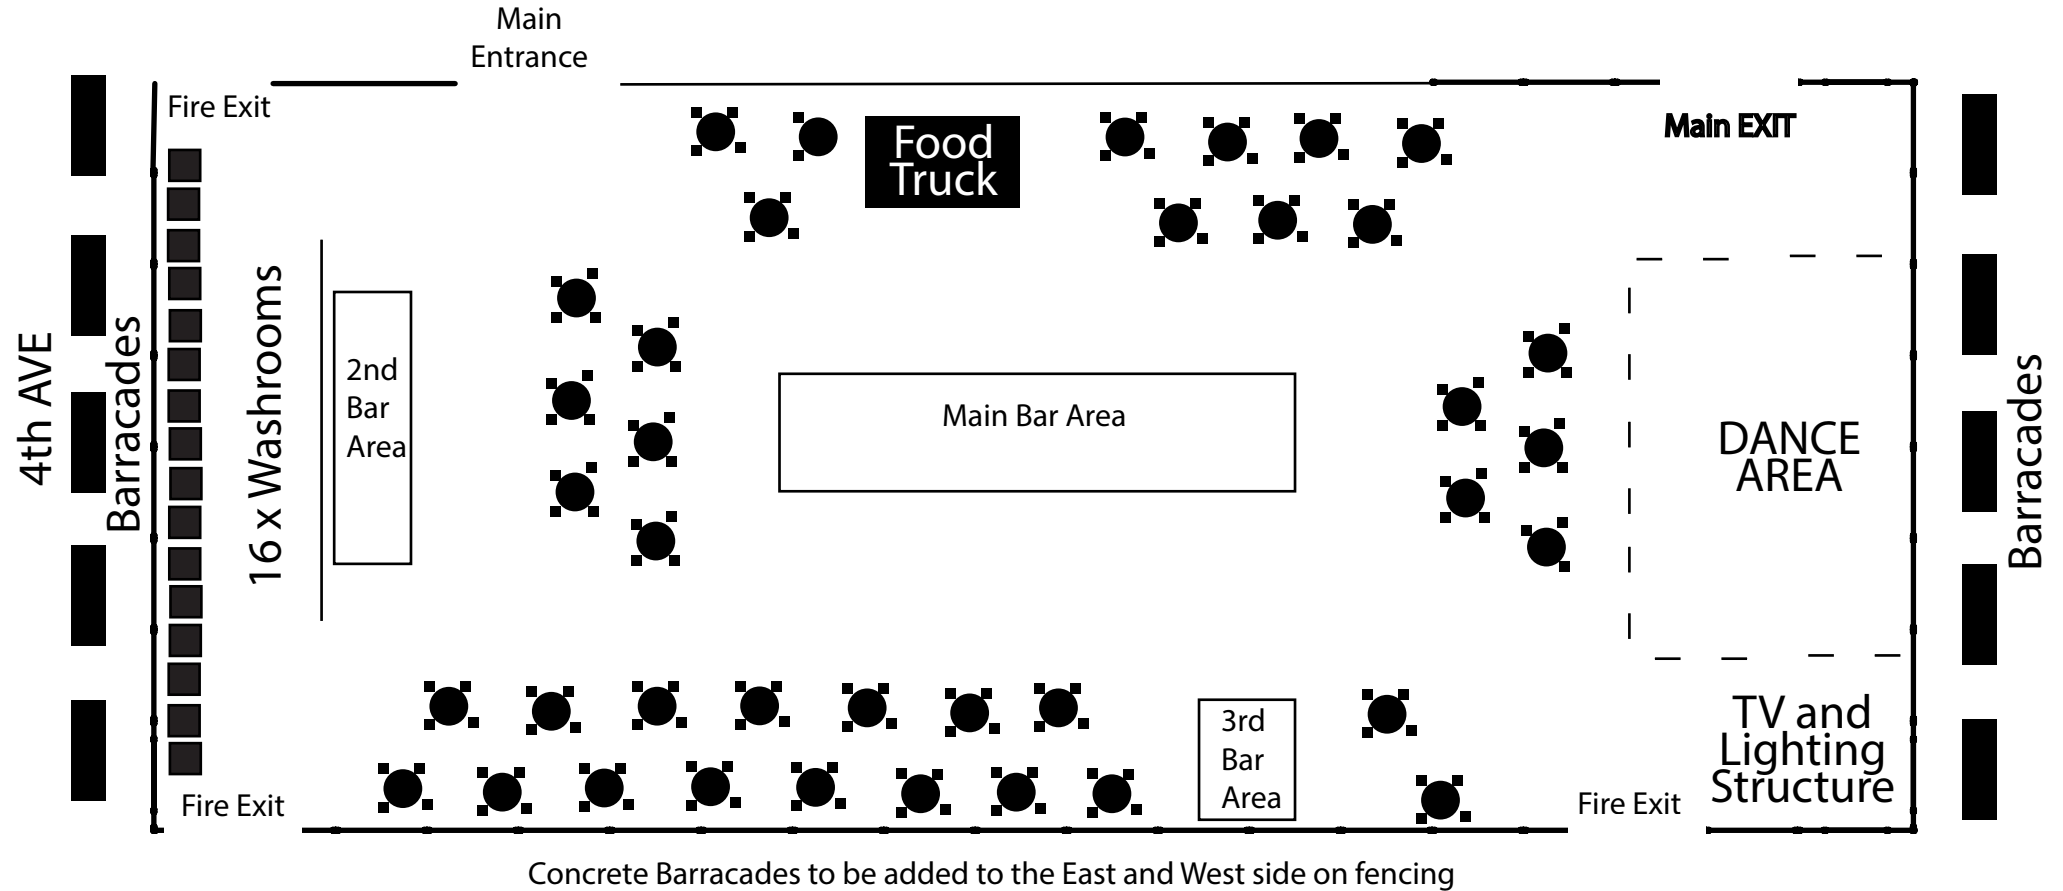 Main
Entrance
Fire Exit
Food
Truck
Main EXIT
4th AVE
Barracades
16 x Washrooms
2nd
Bar
Area
Main Bar Area
DANCE
AREA
Barracades
3rd
Bar
Area
TV and
Lighting
Structure
Fire Exit
Fire Exit
Concrete Barracades to be added to the East and West side on fencing